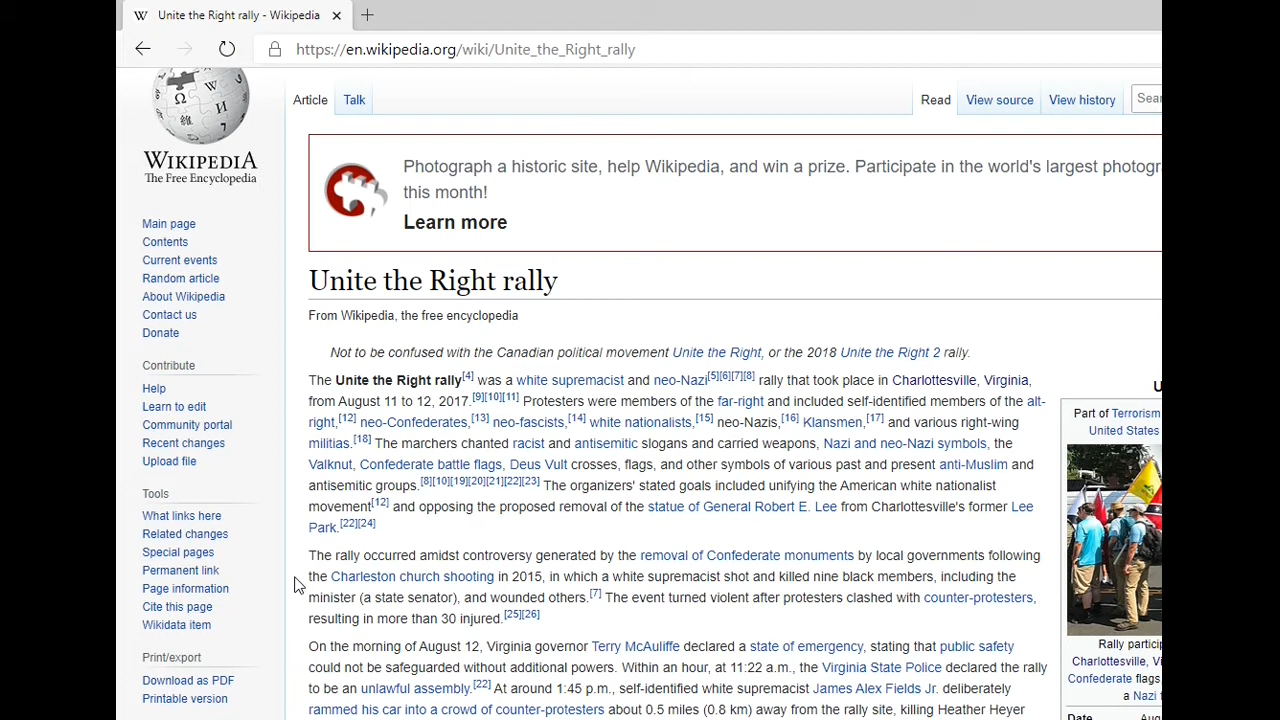 Unite the Right rally - Wikipedia
https://en.wikipedia.org/wiki/Unite_the_Right_rally
Article Talk Read View source View history
WIKIPEDIA
The Free Encyclopedia
Main page
Contents
Current events
Random article
About Wikipedia
Contact us
Donate
Contribute
Help
Learn to edit
Community portal
Recent changes
Upload file
Tools
What links here
Related changes
Special pages
Permanent link
Page information
Cite this page
Wikidata item
Print/export
Download as PDF
Printable version
Photograph a historic site, help Wikipedia, and win a prize. Participate in the world's largest
this month!
Learn more
Unite the Right rally
From Wikipedia, the free encyclopedia
Not to be confused with the Canadian political movement Unite the Right, or the 2018 Unite the Right 2 rally.
The Unite the Right rally[4] was a white supremacist and neo-Nazi[5][6][7][8] rally that took place in Charlottesville, Virginia,
from August 11 to 12, 2017.[9][10][11] Protesters were members of the far-right and included self-identified members of the alt-
right,[12] neo-Confederates,[13] neo-fascists,[14] white nationalists,[15] neo-Nazis,[16] Klansmen,[17] and various right-wing
militias.[18] The marchers chanted racist and antisemitic slogans and carried weapons, Nazi and neo-Nazi symbols, the
Valknut, Confederate battle flags, Deus Vult crosses, flags, and other symbols of various past and present anti-Muslim and
antisemitic groups.[8][10][19][20][21][22][23] The organizers' stated goals included unifying the American white nationalist
movement[12] and opposing the proposed removal of the statue of General Robert E. Lee from Charlottesville's former Lee
Park.[22][24]
The rally occurred amidst controversy generated by the removal of Confederate monuments by local governments following
the Charleston church shooting in 2015, in which a white supremacist shot and killed nine black members, including the
minister (a state senator), and wounded others.[7] The event turned violent after protesters clashed with counter-protesters,
resulting in more than 30 injured.[25][26]
On the morning of August 12, Virginia governor Terry McAuliffe declared a state of emergency, stating that public safety
could not be safeguarded without additional powers. Within an hour, at 11:22 a.m., the Virginia State Police declared the rally
to be an unlawful assembly.[22] At around 1:45 p.m., self-identified white supremacist James Alex Fields Jr. deliberately
rammed his car into a crowd of counter-protesters about 0.5 miles (0.8 km) away from the rally site, killing Heather Heyer
Part of Terrorism
United States
Rally
Charlottesville,
Confederate flags
a Nazi
Date